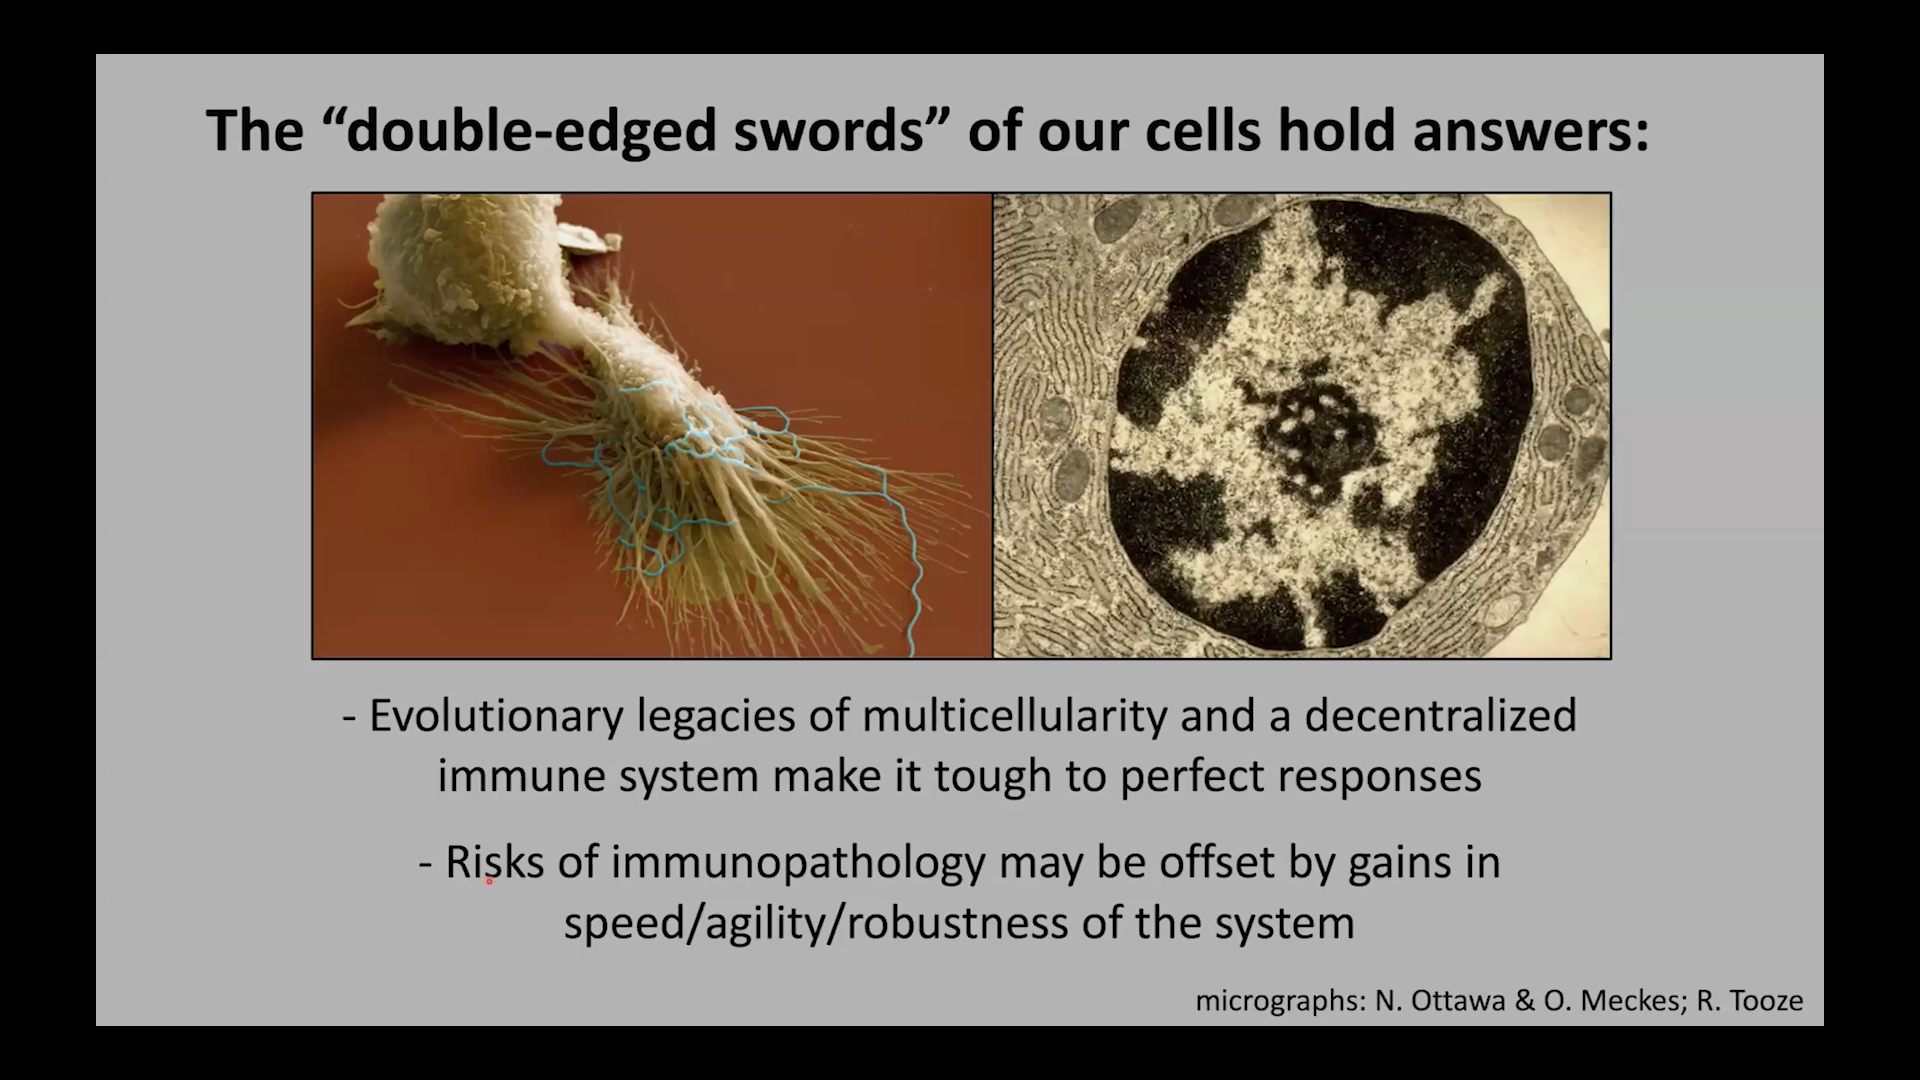 The “double-edged swords” of our cells hold answers:
- Evolutionary legacies of multicellularity and a decentralized
immune system make it tough to perfect responses
- Risks of immunopathology may be offset by gains in
speed/agility/robustness of the system
micrographs: N. Ottawa & O. Meckes; R. Tooze